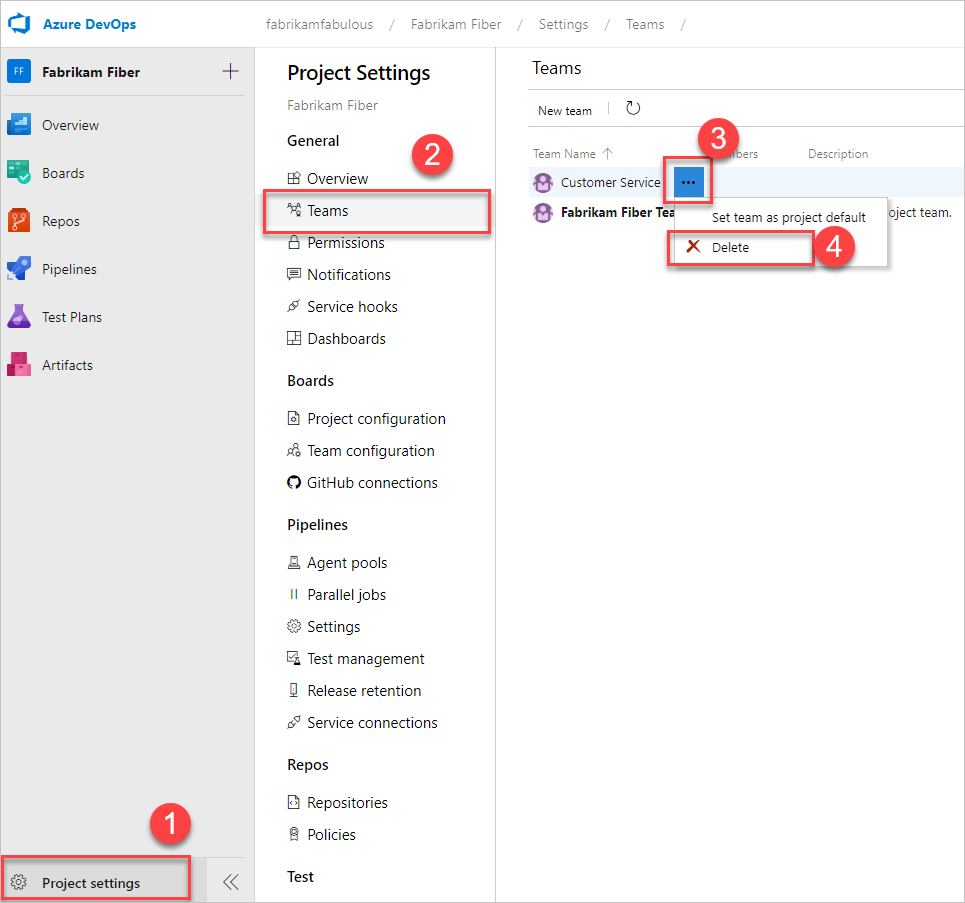 Azure DevOps
fabrikamfabulous / Fabrikam Fiber / Settings / Teams /
FF Fabrikam Fiber
Overview
Boards
Repos
Pipelines
Test Plans
Artifacts
1
Project settings
Project Settings
Fabrikam Fiber
General
2
Overview
Teams
Permissions
Notifications
Service hooks
Dashboards
Boards
Project configuration
Team configuration
GitHub connections
Pipelines
Agent pools
Parallel jobs
Settings
Test management
Release retention
Service connections
Repos
Repositories
Policies
Test
Teams
New team
3
Team Name bers Description
Customer Service ...
Fabrikam Fiber Tea oject team.
Set team as project default
Delete 4